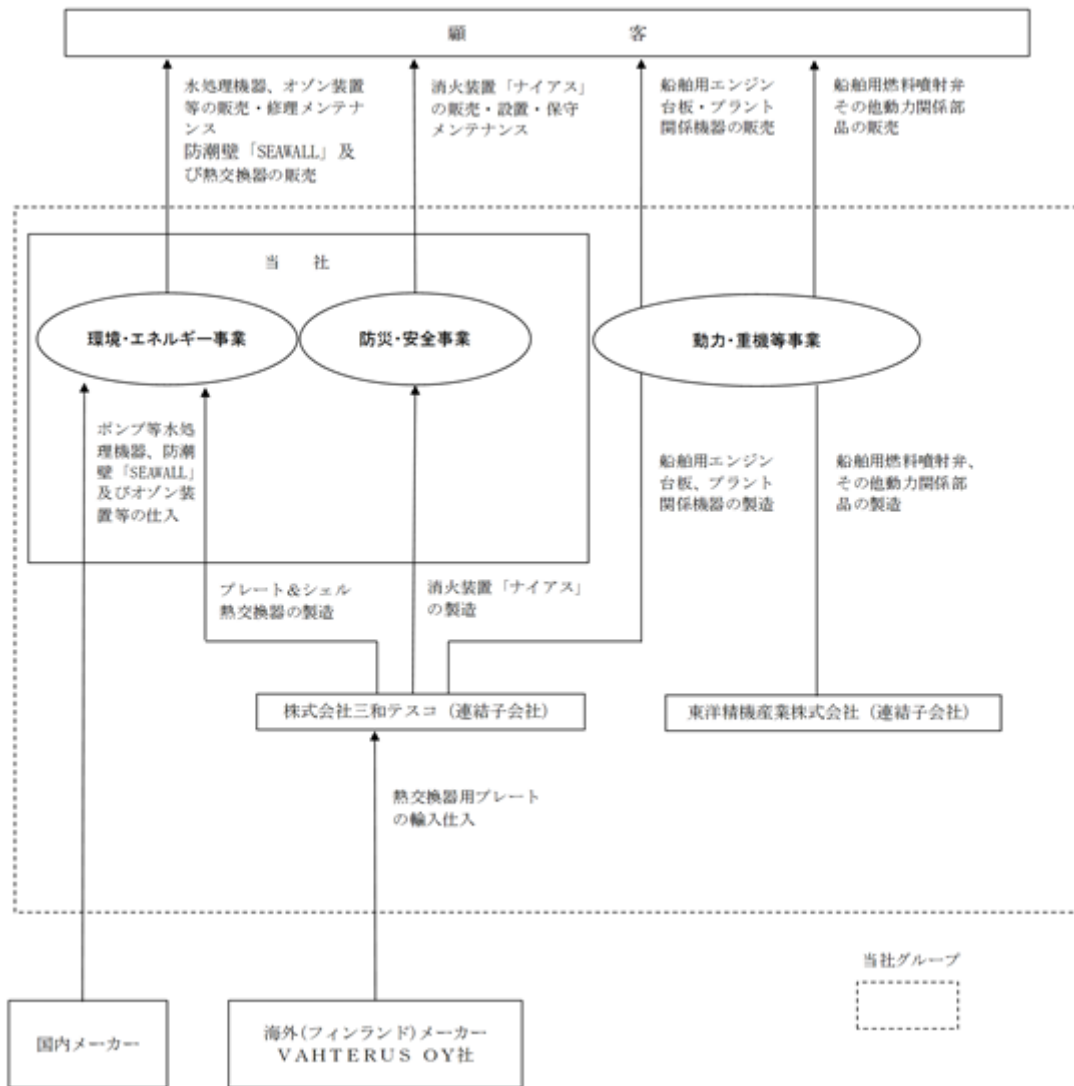 顧客
水処理機器、オゾン装置
等の販売・修理メンテナ
ンス
防潮壁「SEAWALL」及
び熱交換器の販売
消火装置「ナイアス」
の販売・設置・保守
メンテナンス
船舶用エンジン
台板・プラント
関係機器の販売
船舶用燃料噴射弁
その他動力関係部
品の販売
当社
環境・エネルギー事業
防災・安全事業
動力・重機等事業
ポンプ等水処
理機器、防潮
壁「SEAWALL」
及びオゾン装
置等の仕入
船舶用エンジン
台板、プラント
関係機器の製造
船舶用燃料噴射弁、
その他動力関係部
品の製造
プレート&シェル
熱交換器の製造
消火装置「ナイアス」
の製造
株式会社三和テスコ(連結子会社)
東洋精機産業株式会社(連結子会社)
熱交換器用プレート
の輸入仕入
当社グループ
国内メーカー
海外(フィンランド)メーカー
VAHTERUS OY社